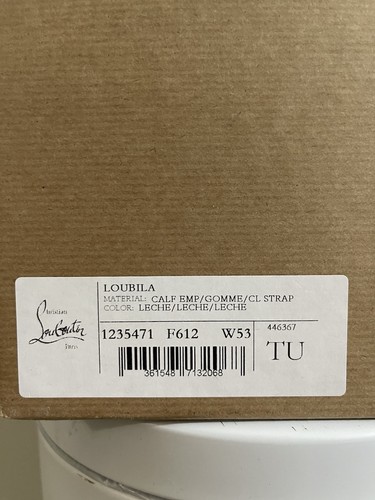 LOUBILA
MATERIAL: CALF EMP/GOMME/CL STRAP
COLOR: LECHE/LECHE/LECHE
Christian
Louboutin
Paris
1235471 F612 W53
446367
TU
361548 7132068